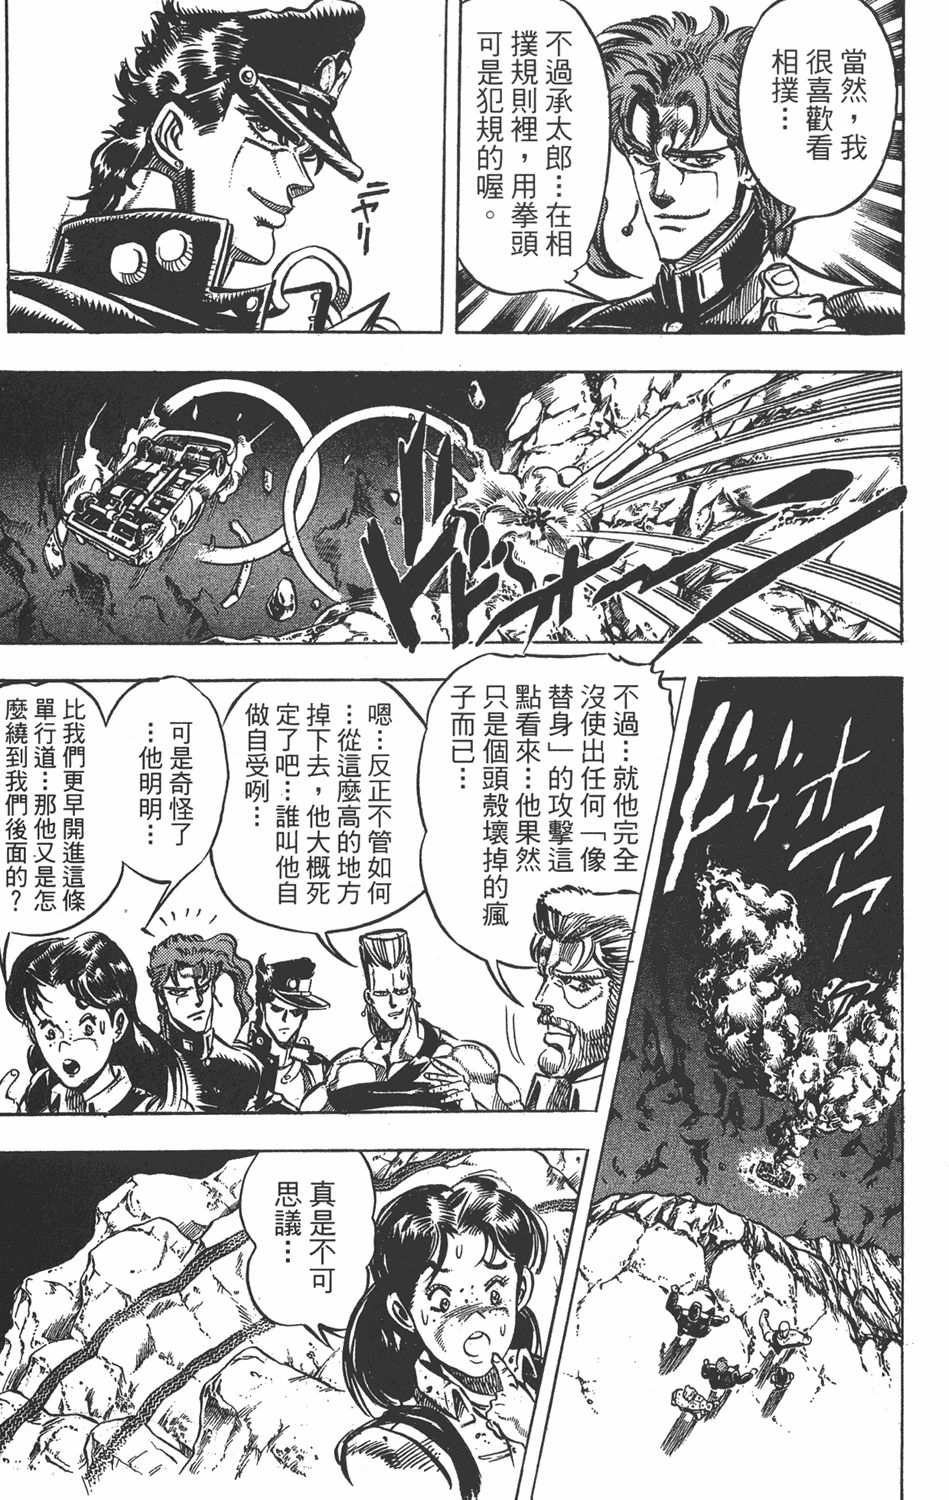 當然，我
很喜歡看
相撲…
不過承太郎…在相
撲規則裡，用拳頭
可是犯規的喔。
ニヤリ
ドドオーン
不過…就他完全
沒使出任何「像
替身」的攻擊這
點看來…他果然
只是個頭殼壞掉的瘋
子而已…
嗯…反正不管如何
…從這麼高的地方
掉下去，他大概死
定了吧…誰叫他自
做自受咧…
可是奇怪了
…他明明…
比我們更早開進這條
單行道…那他又是怎
麼繞到我們後面的？
真是不可
思議…